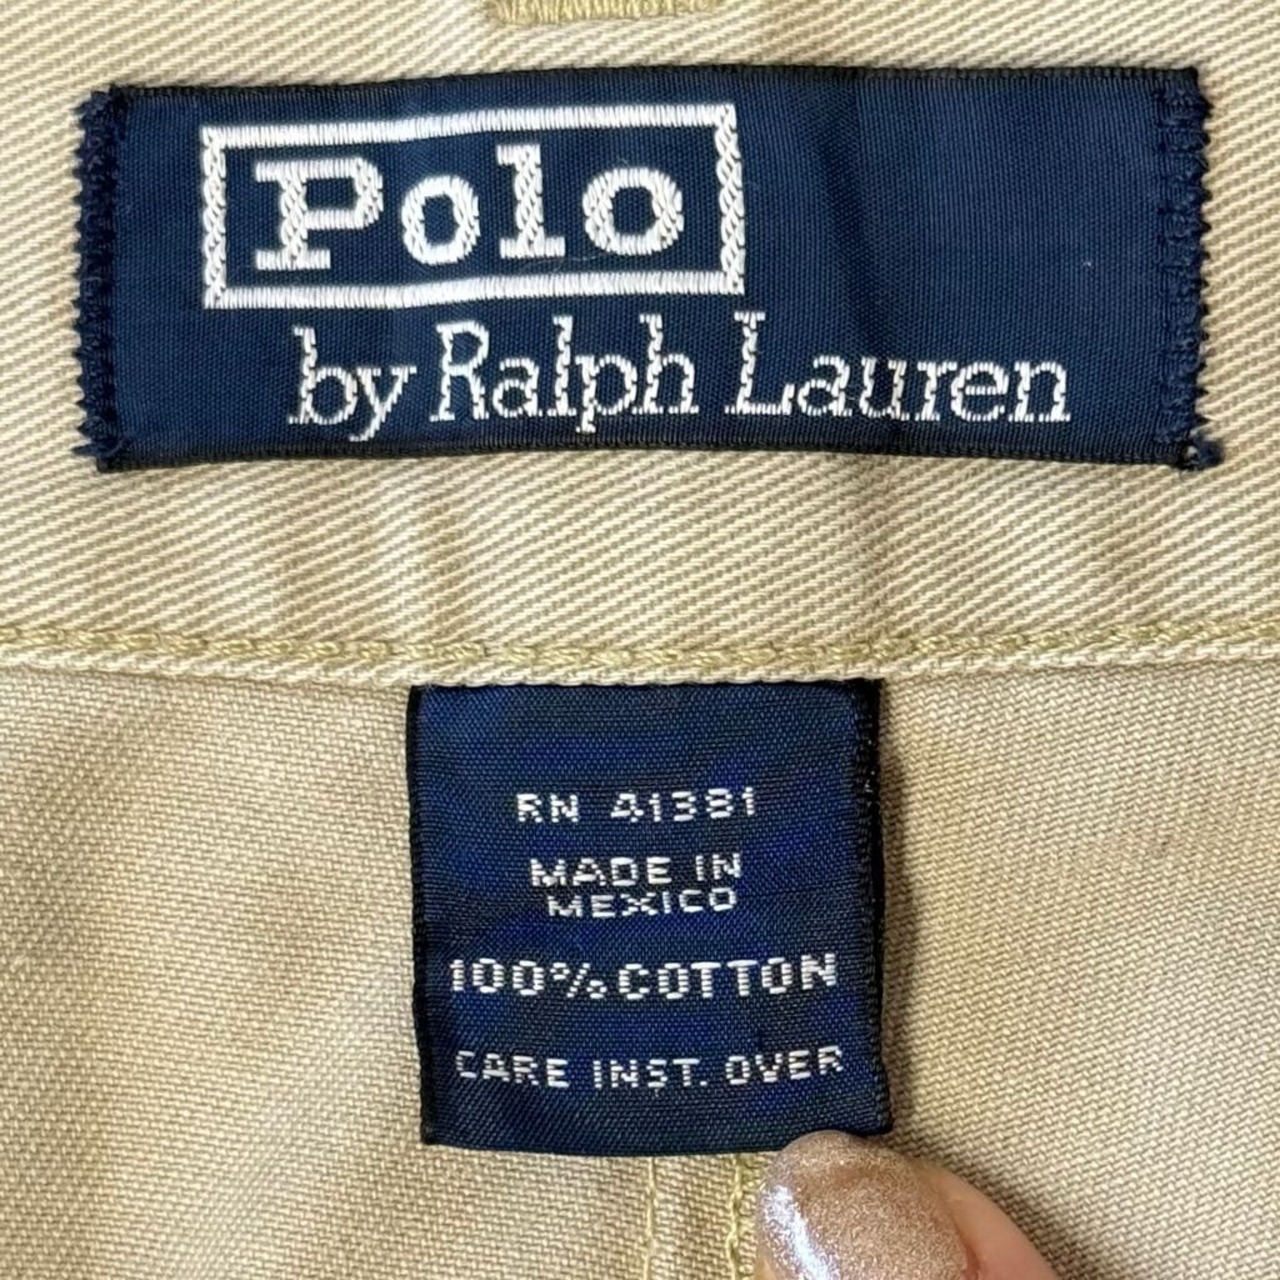 Polo
by Ralph Lauren
RN 41381
MADE IN
MEXICO
100% COTTON
CARE INST. OVER